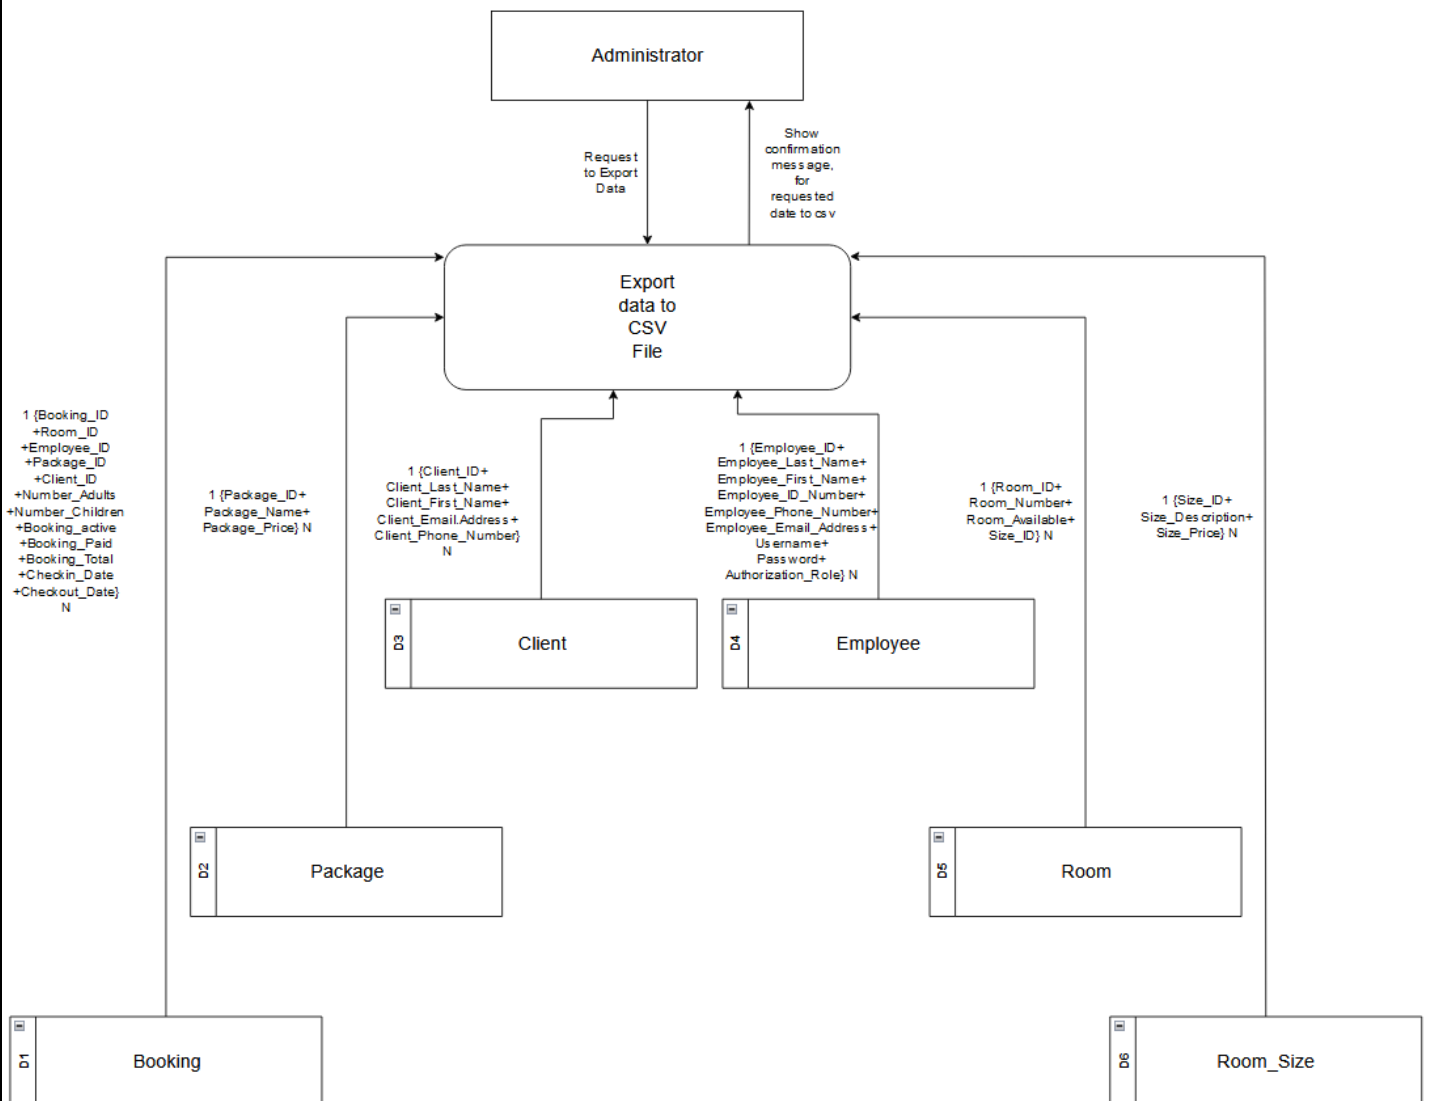 Administrator
Request
to Export
Data
Show
confirmation
message,
for
requested
date to csv
Export
data to
CSV
File
1 {Booking_ID
+Room_ID
+Employee_ID
+Package_ID
+Client_ID
+Number_Adults
+Number_Children
+Booking_active
+Booking_Paid
+Booking_Total
+Checkin_Date
+Checkout_Date}
N
1 {Package_ID+
Package_Name+
Package_Price} N
1 {Client_ID+
Client_Last_Name+
Client_First_Name+
Client_Email.Address+
Client_Phone_Number}
N
1 {Employee_ID+
Employee_Last_Name+
Employee_First_Name+
Employee_ID_Number+
Employee_Phone_Number+
Employee_Email_Address+
Username+
Password+
Authorization_Role} N
1 {Room_ID+
Room_Number+
Room_Available+
Size_ID} N
1 {Size_ID+
Size_Description+
Size_Price} N
D3
Client
D4
Employee
D2
Package
D5
Room
D1
Booking
D6
Room_Size